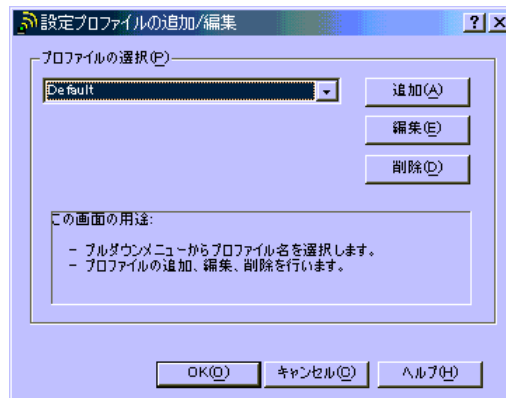 設定プロファイルの追加/編集
プロファイルの選択(P)
Default
追加(A)
編集(E)
削除(D)
この画面の用途:
- プルダウンメニューからプロファイル名を選択します。
- プロファイルの追加、編集、削除を行います。
OK(O)
キャンセル(C)
ヘルプ(H)